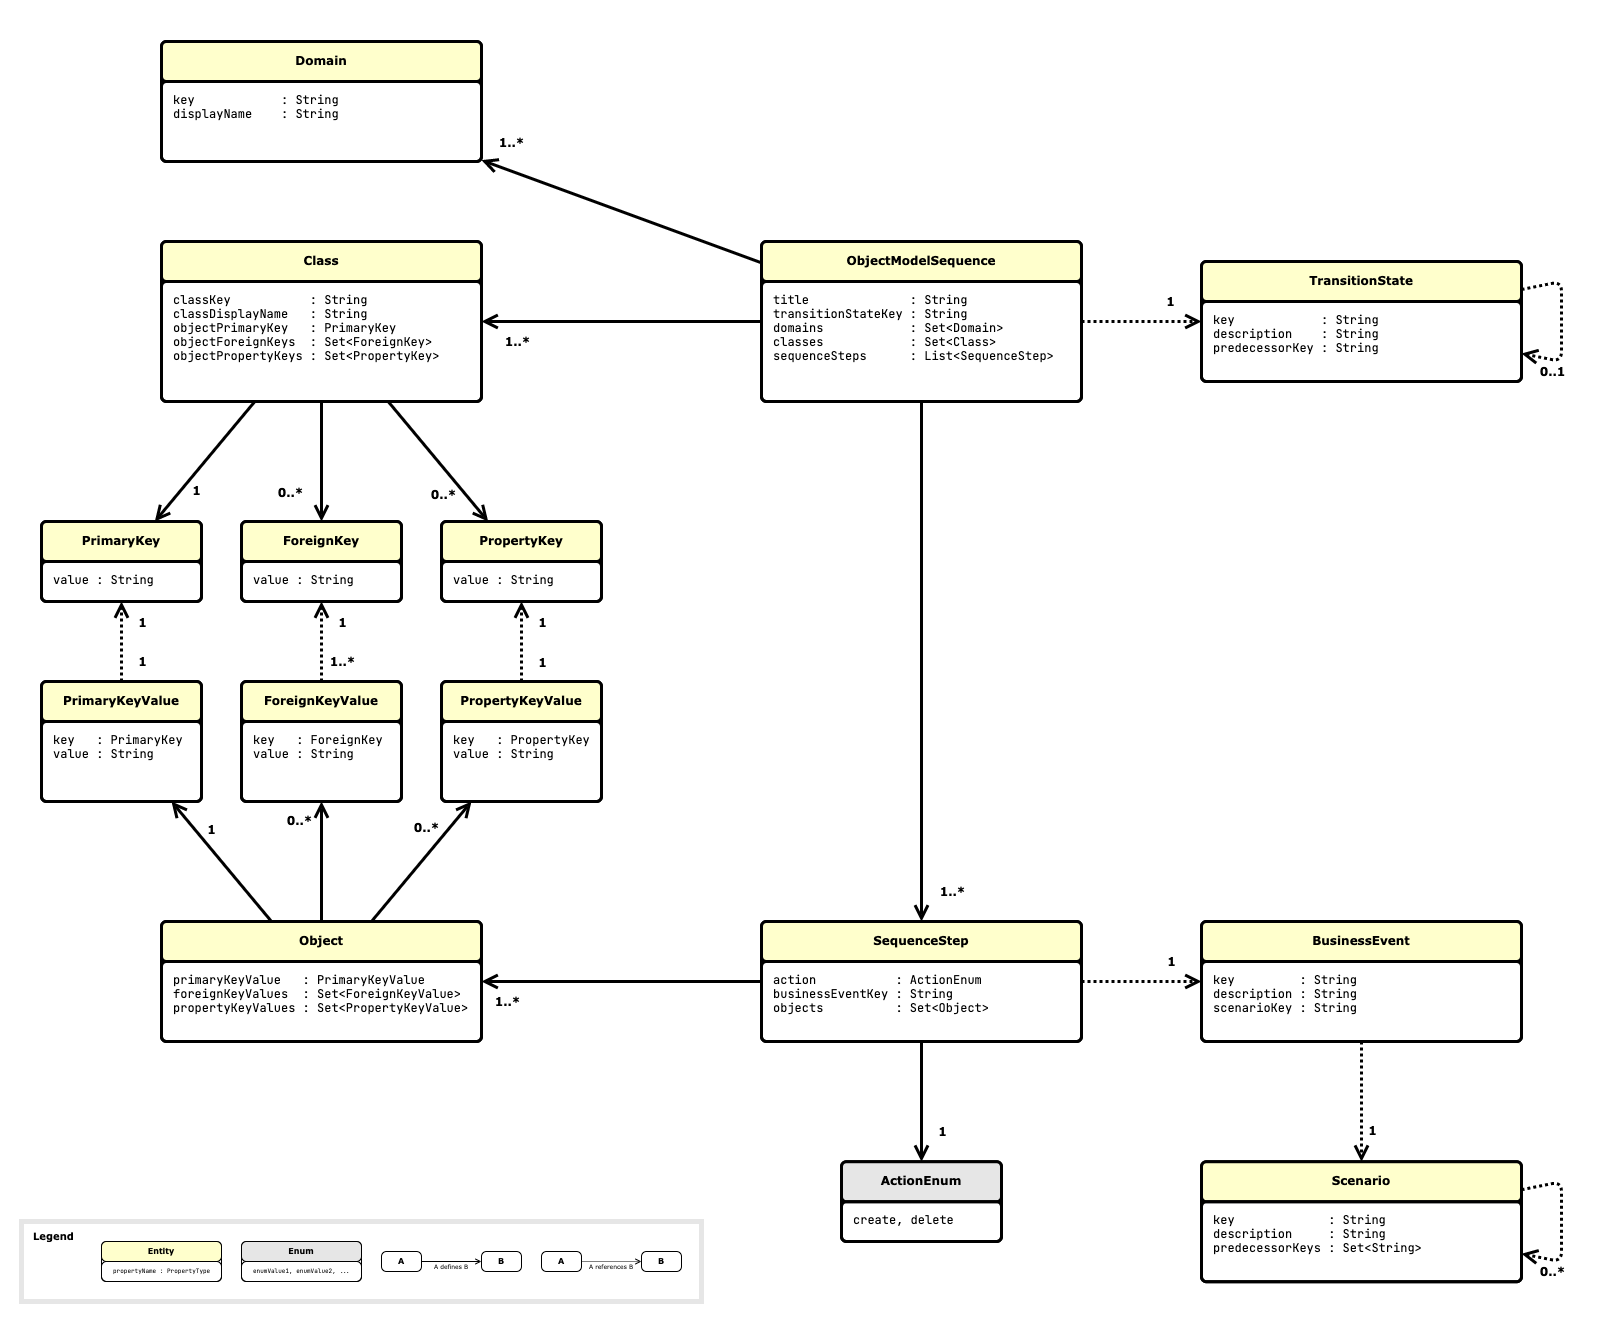 Domain
key : String
displayName : String
1..*
Class
classKey : String
classDisplayName : String
objectPrimaryKey : PrimaryKey
objectForeignKeys : Set<ForeignKey>
objectPropertyKeys : Set<PropertyKey>
1..*
ObjectModelSequence
title : String
transitionStateKey : String
domains : Set<Domain>
classes : Set<Class>
sequenceSteps : List<SequenceStep>
1
TransitionState
key : String
description : String
predecessorKey : String
0..1
1
0..*
0..*
PrimaryKey
value : String
ForeignKey
value : String
PropertyKey
value : String
1
1
1
1
1..*
1
PrimaryKeyValue
key : PrimaryKey
value : String
ForeignKeyValue
key : ForeignKey
value : String
PropertyKeyValue
key : PropertyKey
value : String
1
0..*
0..*
1..*
Object
primaryKeyValue : PrimaryKeyValue
foreignKeyValues : Set<ForeignKeyValue>
propertyKeyValues : Set<PropertyKeyValue>
1..*
SequenceStep
action : ActionEnum
businessEventKey : String
objects : Set<Object>
1
BusinessEvent
key : String
description : String
scenarioKey : String
1
1
ActionEnum
create, delete
Scenario
key : String
description : String
predecessorKeys : Set<String>
0..*
Legend
Entity
propertyName : PropertyType
Enum
enumValue1, enumValue2, ...
A
A defines B
B
A
A references B
B